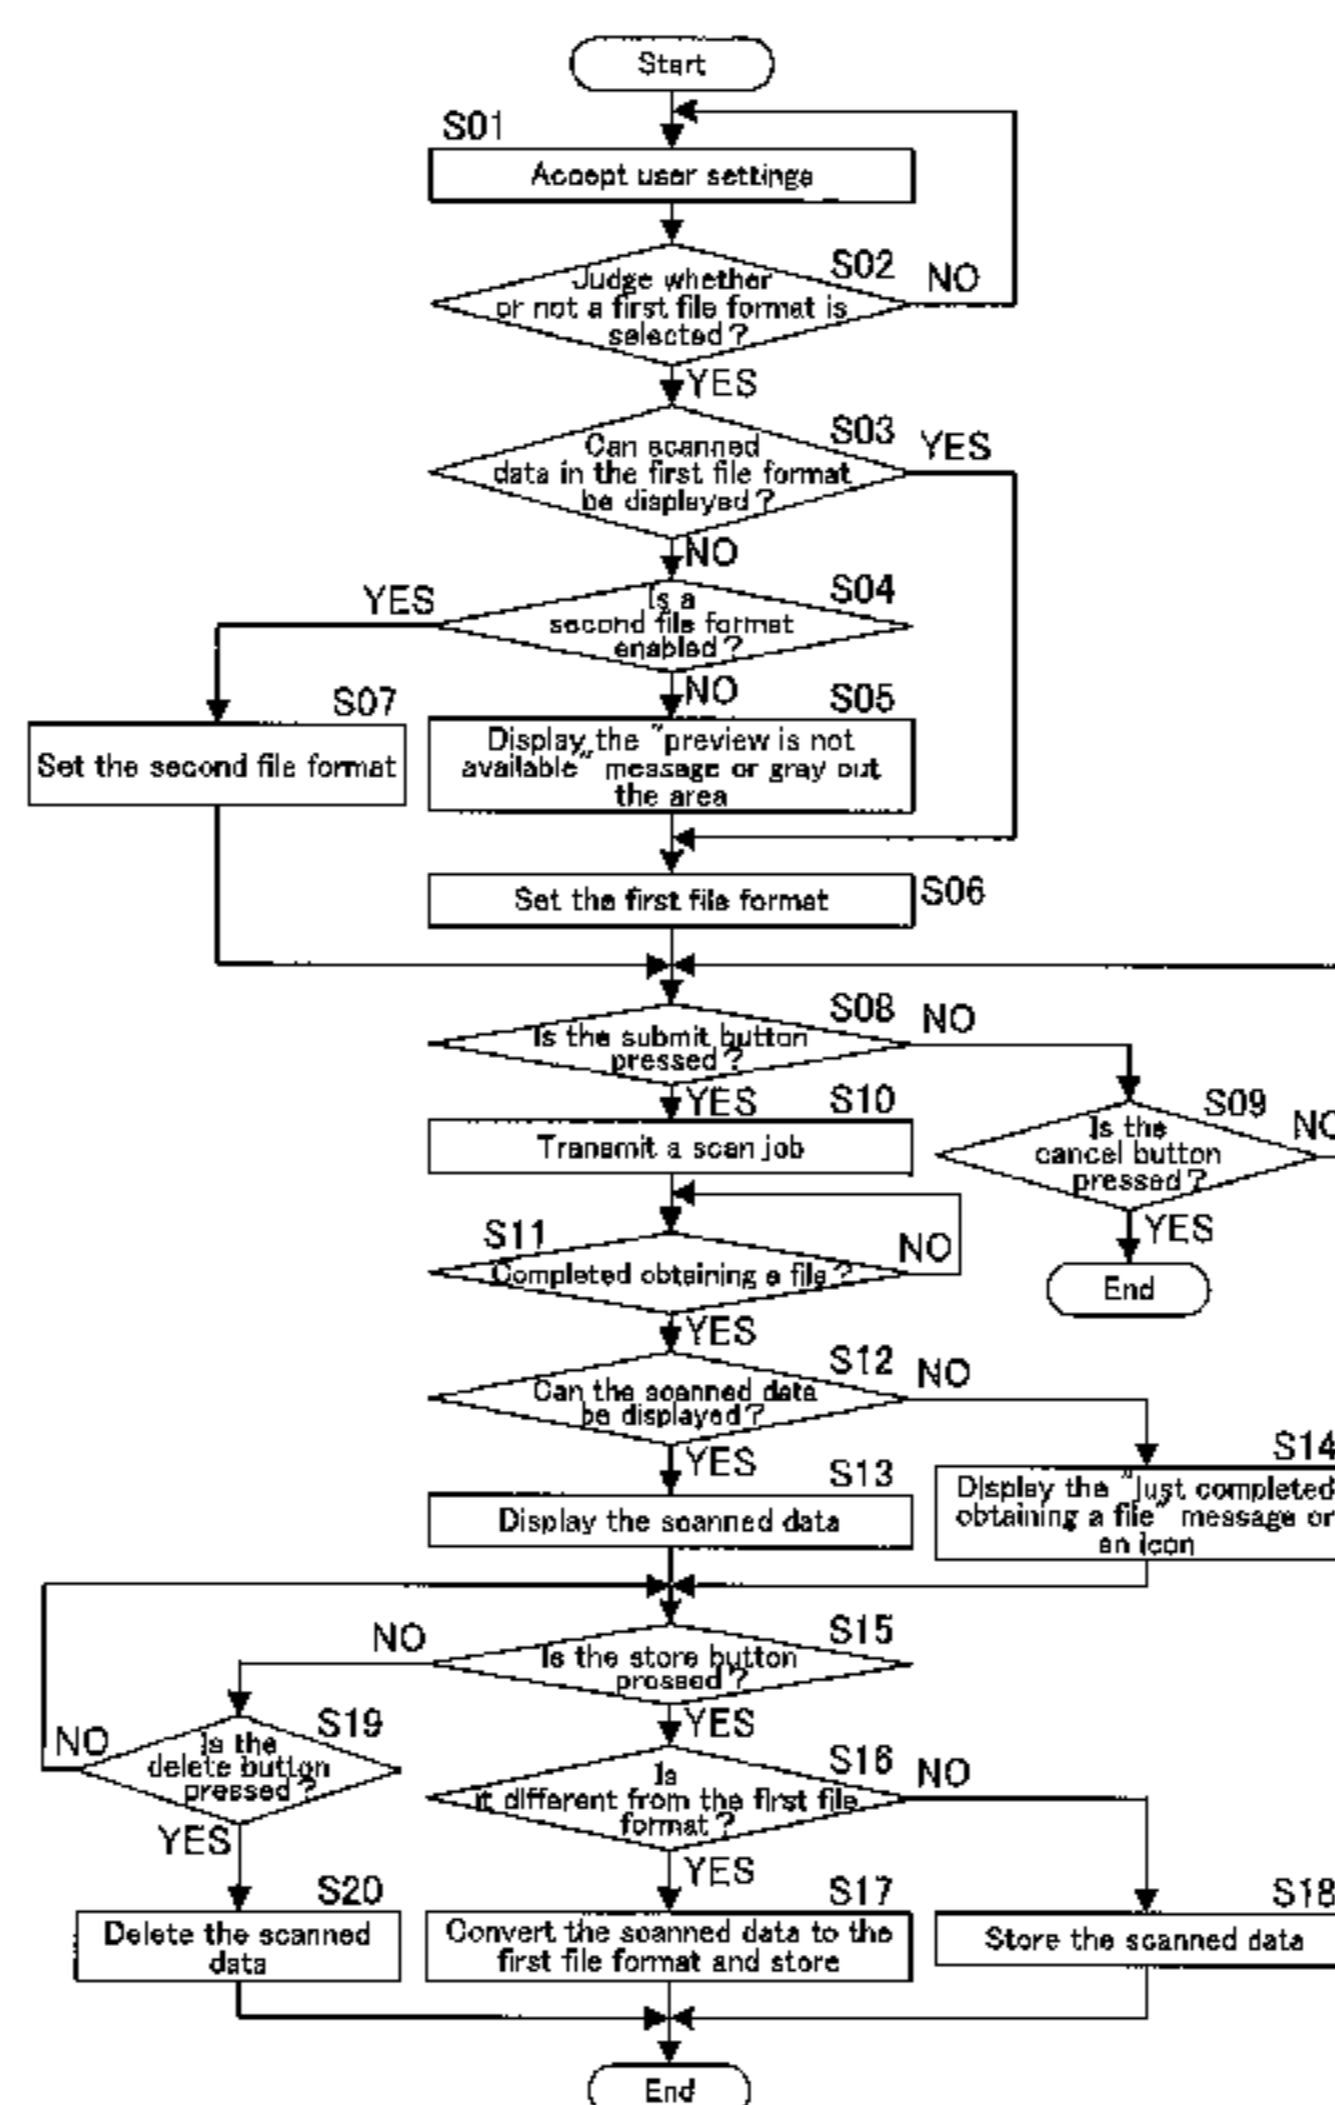 Start
S01
Accept user settings
S02
NO
Judge whether
or not a first file format is
selected?
YES
S03
YES
Can scanned
data in the first file format
be displayed?
NO
S04
YES
Is a
second file format
enabled?
NO
S07
S05
Set the second file format
Display the "preview is not
available" message or gray out
the area
Set the first file format
S06
S08
NO
Is the submit button
pressed?
YES
S10
S09
NO
Transmit a scan job
Is the
cancel button
pressed?
YES
S11
NO
Completed obtaining a file?
End
YES
S12
NO
Can the scanned data
be displayed?
YES
S13
S14
Display the scanned data
Display the "Just completed
obtaining a file" message or
an icon
S15
NO
Is the store button
pressed?
YES
S19
NO
Is the
delete button
pressed?
S16
NO
Is
it different from the first file
format?
YES
YES
S20
S17
S18
Delete the scanned
data
Convert the scanned data to the
first file format and store
Store the scanned data
End